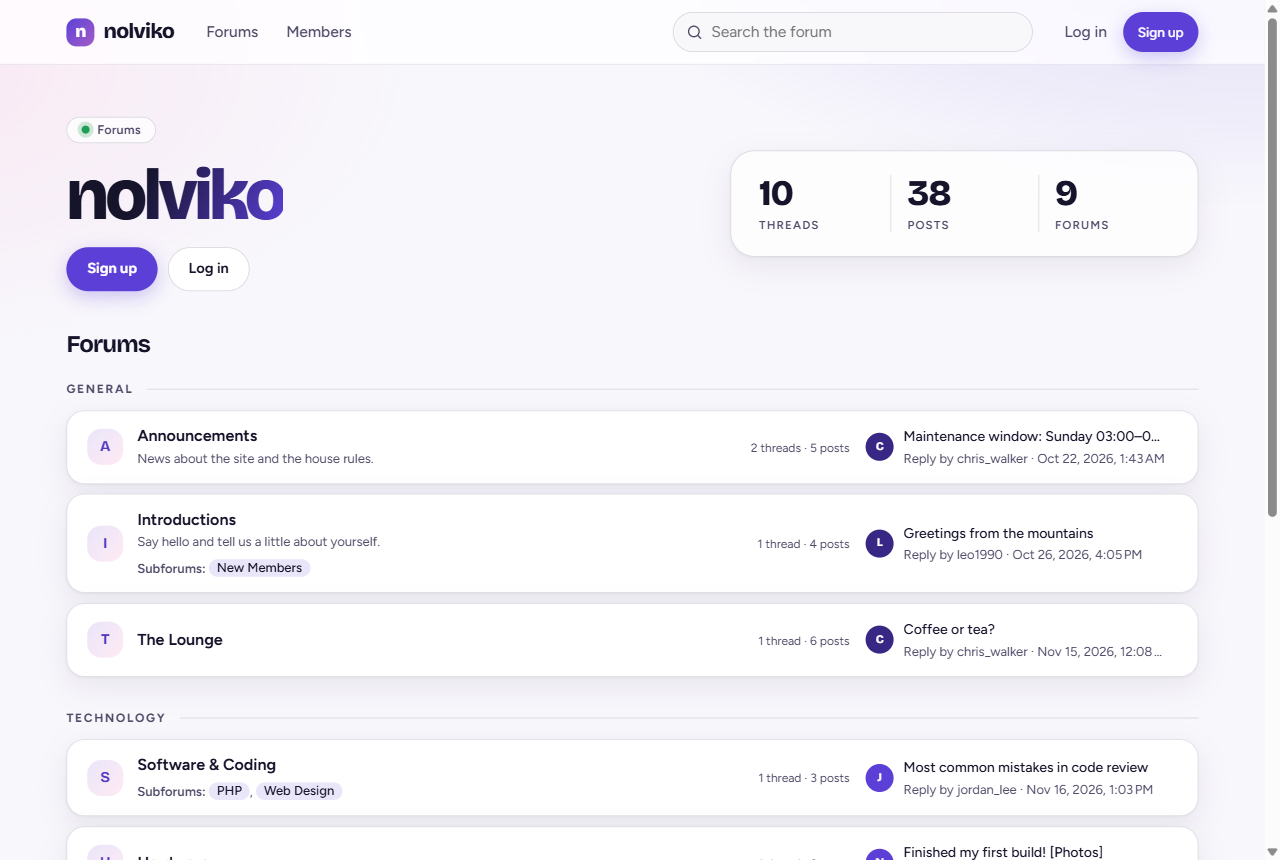 n nolviko Forums Members Search the forum Log in Sign up
Forums
nolviko
Sign up Log in
10 38 9
THREADS POSTS FORUMS
Forums
GENERAL
A Announcements 2 threads · 5 posts C Maintenance window: Sunday 03:00–0...
News about the site and the house rules. Reply by chris_walker · Oct 22, 2026, 1:43 AM
Introductions
I Say hello and tell us a little about yourself. 1 thread · 4 posts L Greetings from the mountains
Subforums: New Members Reply by leo1990 · Oct 26, 2026, 4:05 PM
T The Lounge 1 thread · 6 posts C Coffee or tea?
Reply by chris_walker · Nov 15, 2026, 12:08 ...
TECHNOLOGY
S Software & Coding 1 thread · 3 posts J Most common mistakes in code review
Subforums: PHP , Web Design Reply by jordan_lee · Nov 16, 2026, 1:03 PM
Finished my first build! [Photos]